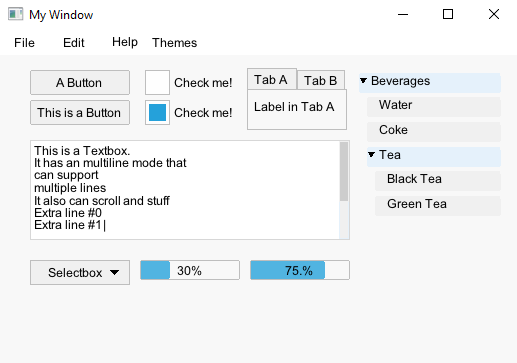 My Window
File Edit Help Themes
A Button
Check me!
This is a Button
Check me!
Tab A Tab B
Label in Tab A
This is a Textbox.
It has an multiline mode that
can support
multiple lines
It also can scroll and stuff
Extra line #0
Extra line #1
Selectbox
30%
75.%
Beverages
Water
Coke
Tea
Black Tea
Green Tea